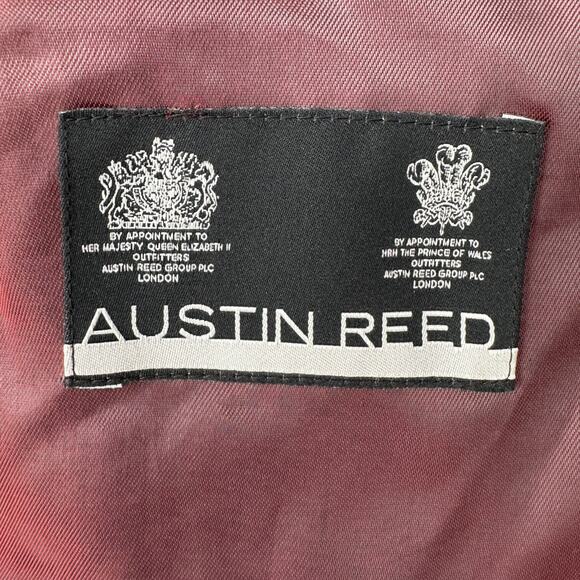 BY APPOINTMENT TO
HER MAJESTY QUEEN ELIZABETH II
OUTFITTERS
AUSTIN REED GROUP PLC
LONDON
BY APPOINTMENT TO
HRH THE PRINCE OF WALES
OUTFITTERS
AUSTIN REED GROUP PLC
LONDON
AUSTIN REED